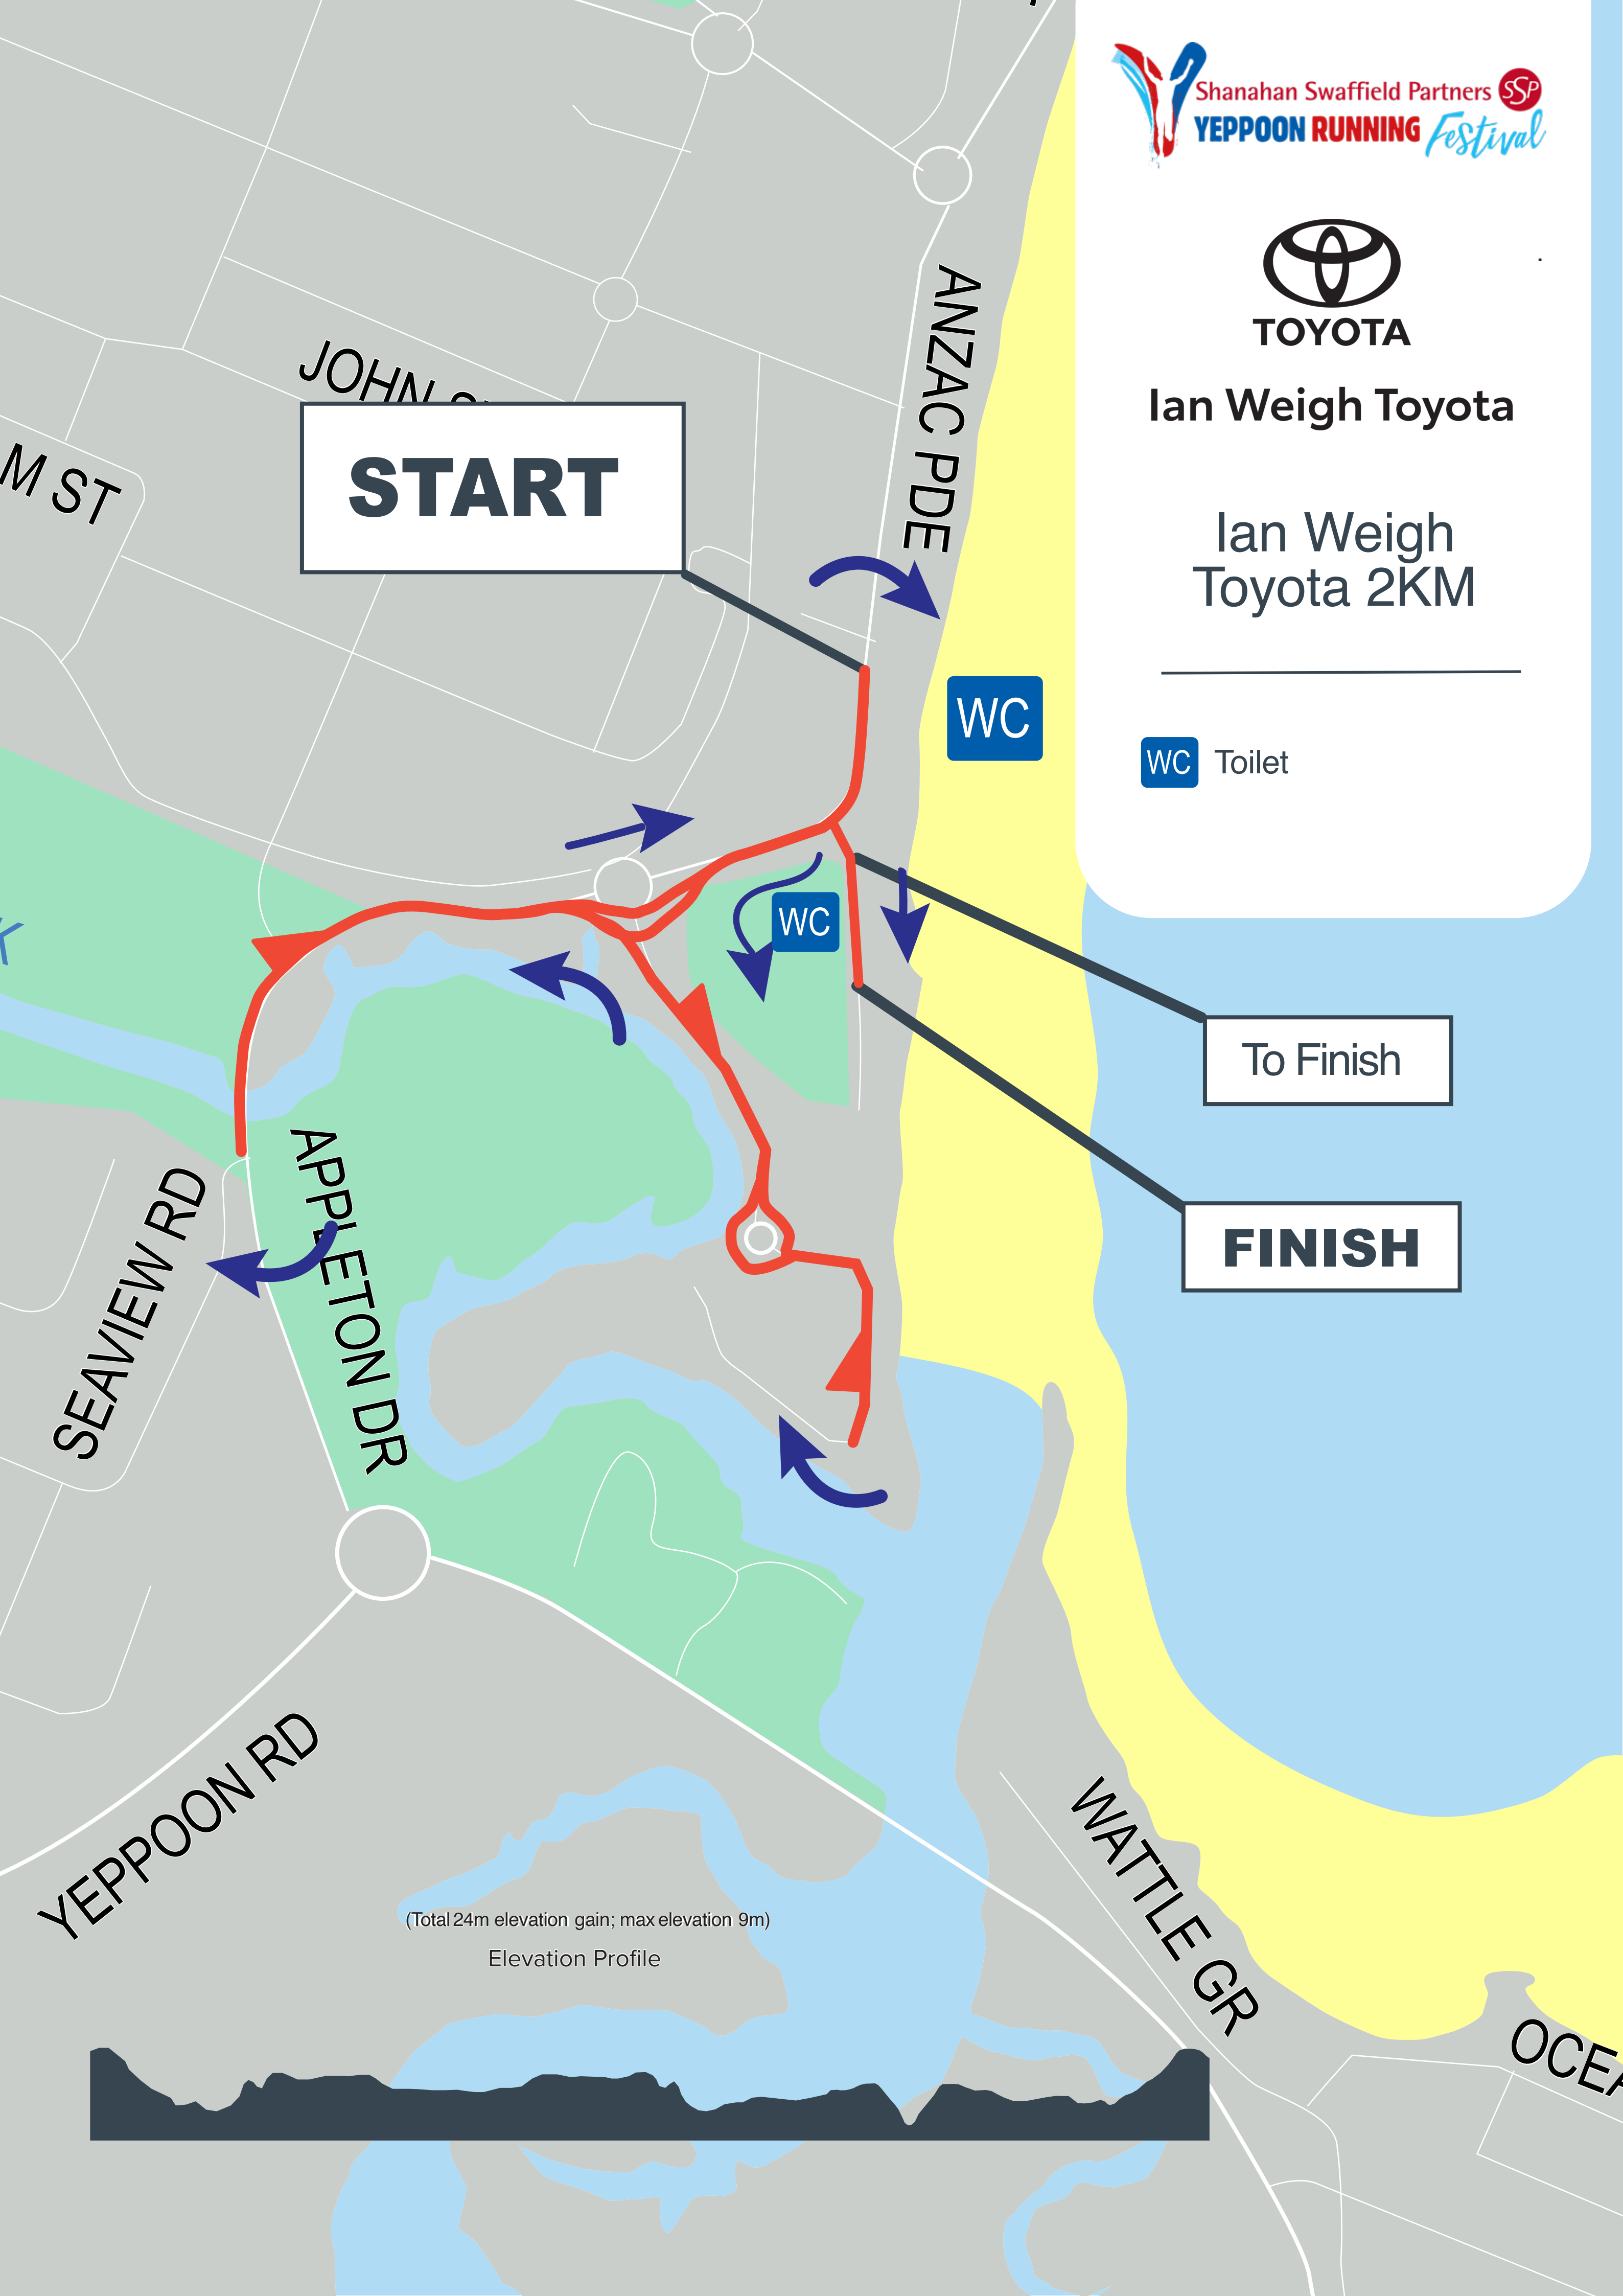 Shanahan Swaffield Partners SSP
YEPPOON RUNNING Festival
TOYOTA
Ian Weigh Toyota
Ian Weigh
Toyota 2KM
WC Toilet
ANZAC PDE
JOHN
START
M ST
WC
WC
To Finish
FINISH
APPLETON DR
SEAVIEW RD
YEPPOON RD
WATTLE GR
(Total 24m elevation gain; max elevation 9m)
Elevation Profile